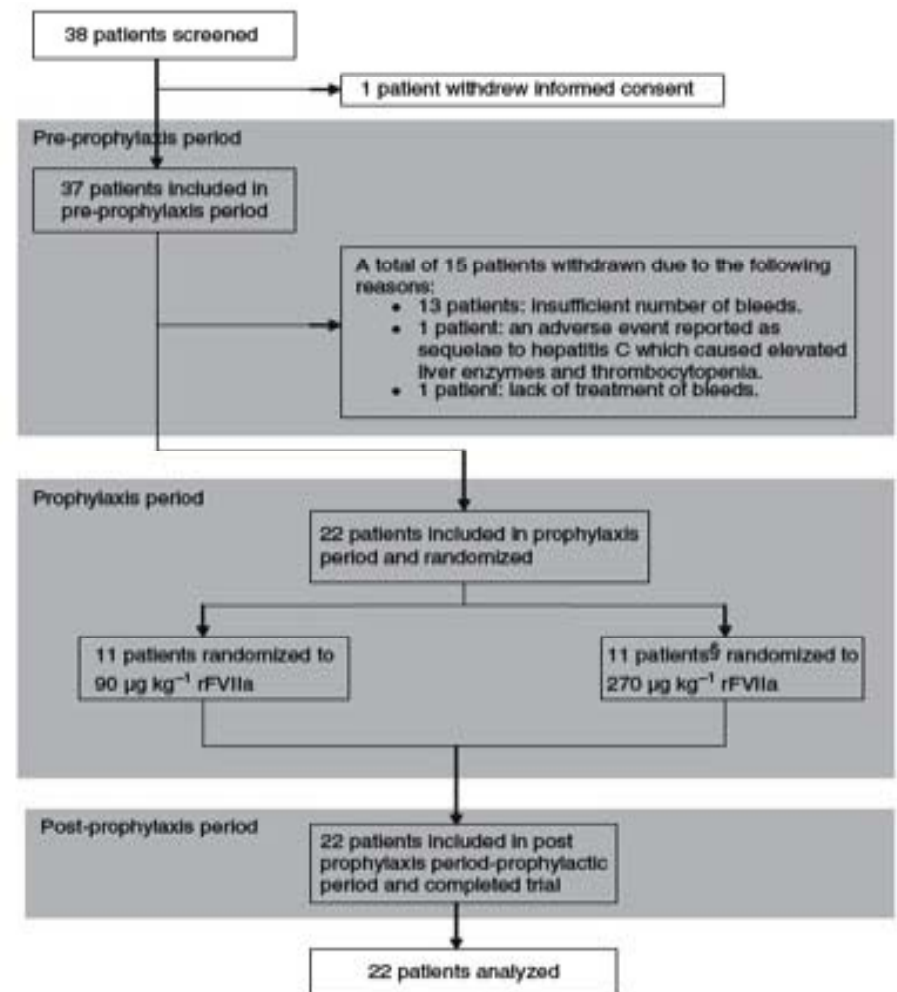 38 patients screened
1 patient withdrew informed consent
Pre-prophylaxis period
37 patients included in
pre-prophylaxis period
A total of 15 patients withdrawn due to the following
reasons:
• 13 patients: insufficient number of bleeds.
• 1 patient: an adverse event reported as
sequelae to hepatitis C which caused elevated
liver enzymes and thrombocytopenia.
• 1 patient: lack of treatment of bleeds.
Prophylaxis period
22 patients included in prophylaxis
period and randomized
11 patients randomized to
90 µg kg⁻¹ rFVIIa
11 patients§ randomized to
270 µg kg⁻¹ rFVIIa
Post-prophylaxis period
22 patients included in post
prophylaxis period-prophylactic
period and completed trial
22 patients analyzed